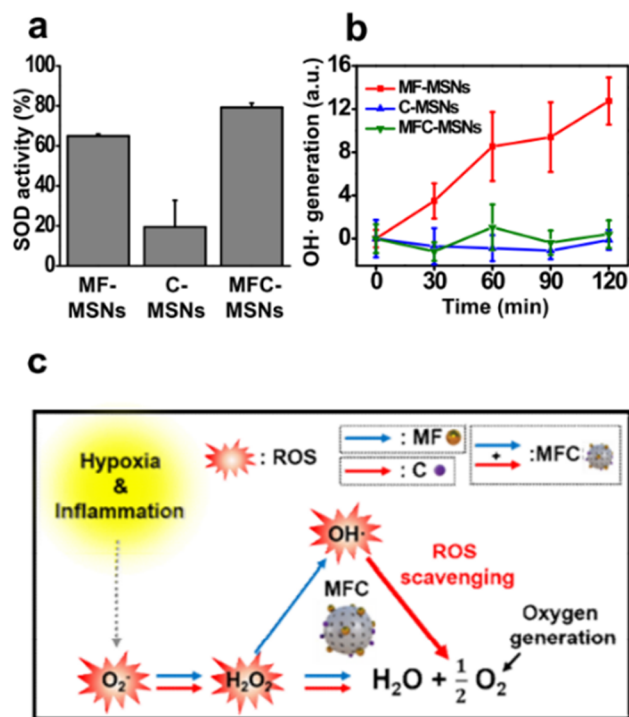 a
SOD activity (%)
100
80
60
40
20
0
MF-
MSNs
C-
MSNs
MFC-
MSNs
b
OH· generation (a.u.)
16
12
8
4
0
MF-MSNs
C-MSNs
MFC-MSNs
0 30 60 90 120
Time (min)
c
Hypoxia
&
Inflammation
: ROS
: MF
: C
+
:MFC
OH·
ROS
scavenging
MFC
Oxygen
generation
O₂⁻
H₂O₂
H₂O + 1/2 O₂